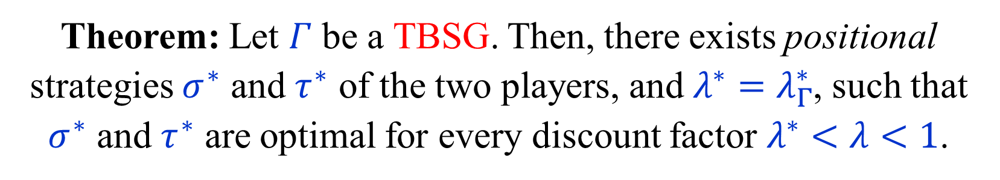 Theorem: Let Γ be a TBSG. Then, there exists positional
strategies σ* and τ* of the two players, and λ* = λ*_Γ, such that
σ* and τ* are optimal for every discount factor λ* < λ < 1.